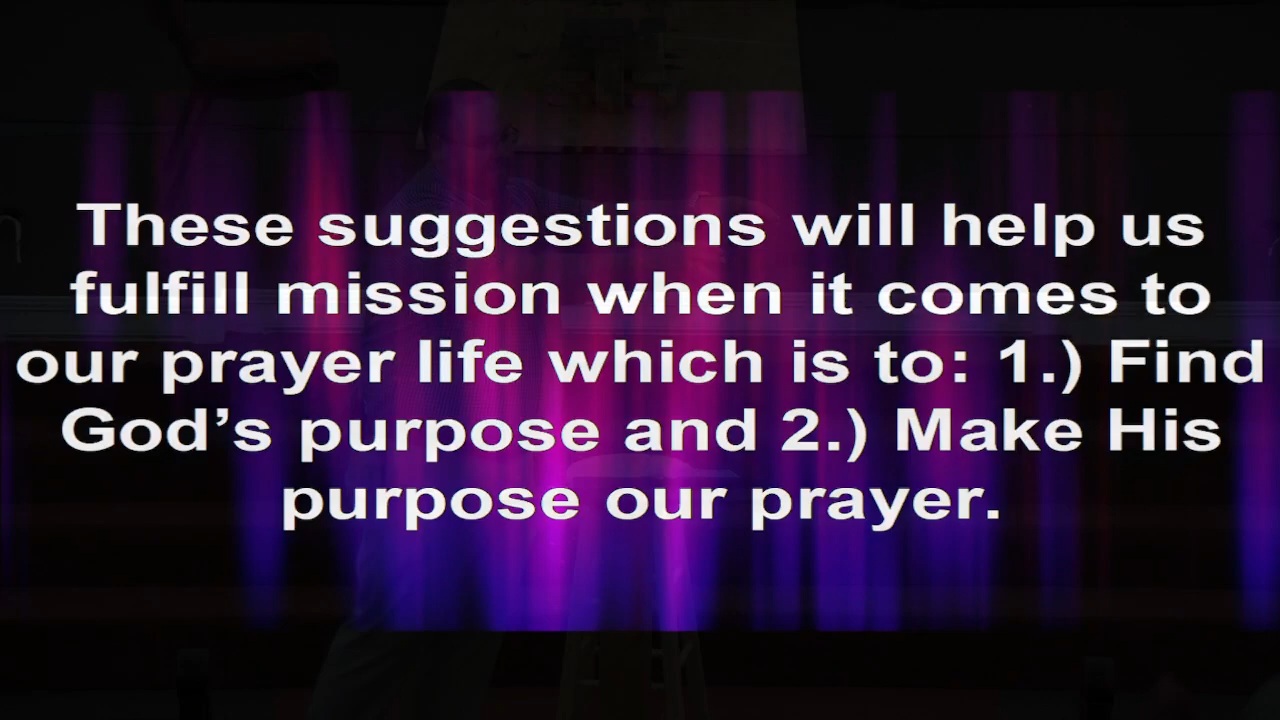 These suggestions will help us
fulfill mission when it comes to
our prayer life which is to: 1.) Find
God’s purpose and 2.) Make His
purpose our prayer.